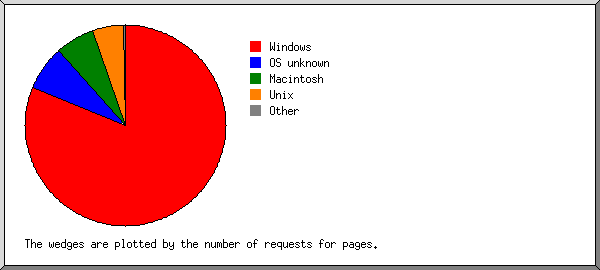 Windows
OS unknown
Macintosh
Unix
Other
The wedges are plotted by the number of requests for pages.